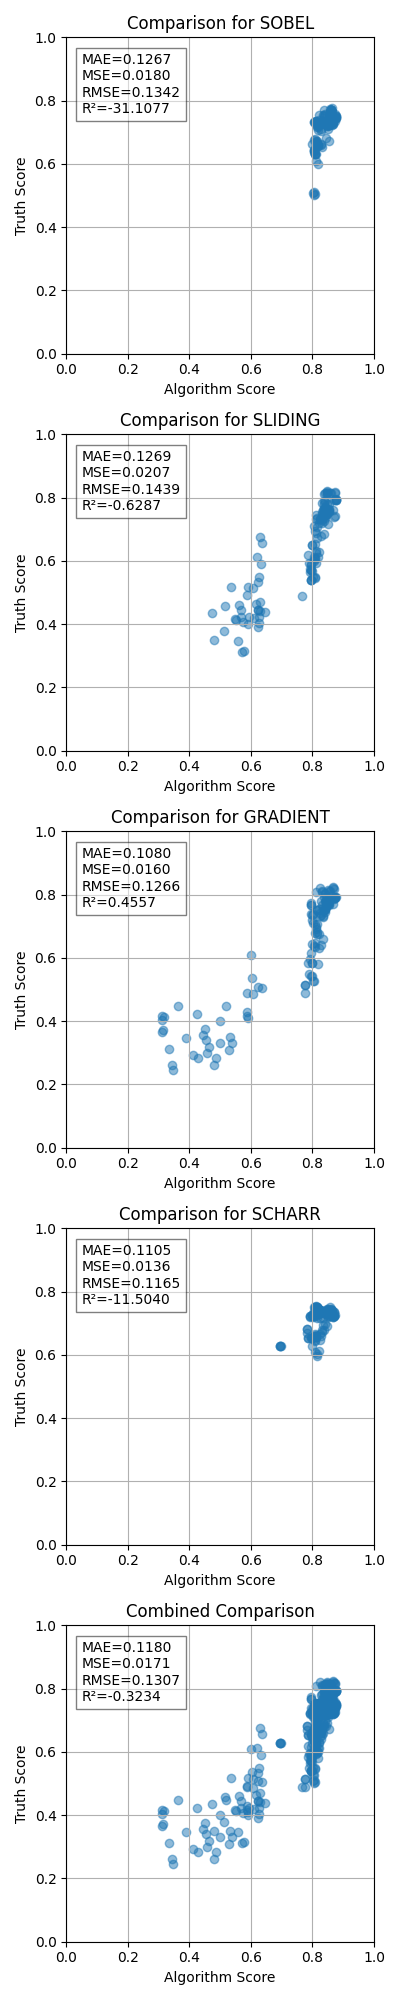 Comparison for SOBEL
MAE=0.1267
MSE=0.0180
RMSE=0.1342
R²=-31.1077
1.0
0.8
0.6
0.4
0.2
0.0
Truth Score
0.0 0.2 0.4 0.6 0.8 1.0
Algorithm Score
Comparison for SLIDING
MAE=0.1269
MSE=0.0207
RMSE=0.1439
R²=-0.6287
1.0
0.8
0.6
0.4
0.2
0.0
Truth Score
0.0 0.2 0.4 0.6 0.8 1.0
Algorithm Score
Comparison for GRADIENT
MAE=0.1080
MSE=0.0160
RMSE=0.1266
R²=0.4557
1.0
0.8
0.6
0.4
0.2
0.0
Truth Score
0.0 0.2 0.4 0.6 0.8 1.0
Algorithm Score
Comparison for SCHARR
MAE=0.1105
MSE=0.0136
RMSE=0.1165
R²=-11.5040
1.0
0.8
0.6
0.4
0.2
0.0
Truth Score
0.0 0.2 0.4 0.6 0.8 1.0
Algorithm Score
Combined Comparison
MAE=0.1180
MSE=0.0171
RMSE=0.1307
R²=-0.3234
1.0
0.8
0.6
0.4
0.2
0.0
Truth Score
0.0 0.2 0.4 0.6 0.8 1.0
Algorithm Score